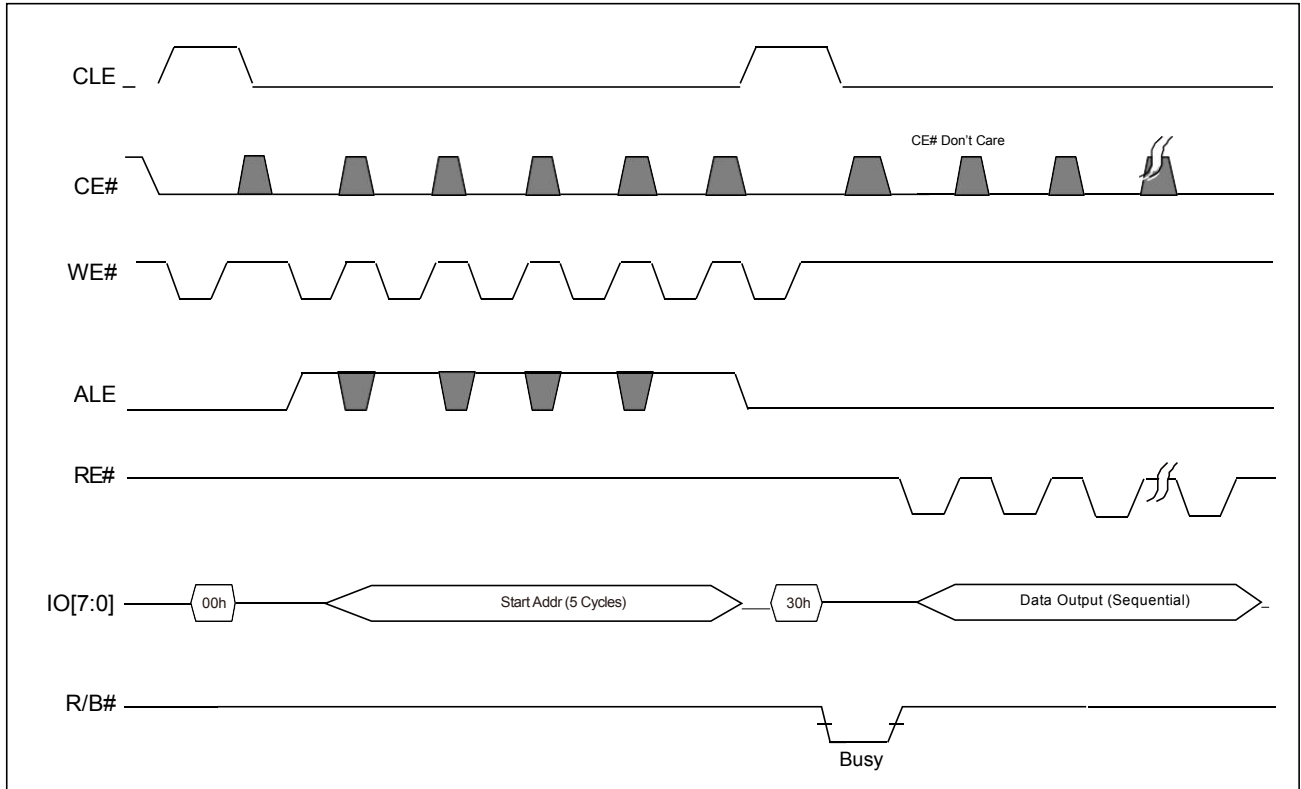 CLE
CE# Don't Care
CE#
WE#
ALE
RE#
IO[7:0]
00h
Start Addr (5 Cycles)
30h
Data Output (Sequential)
R/B#
Busy